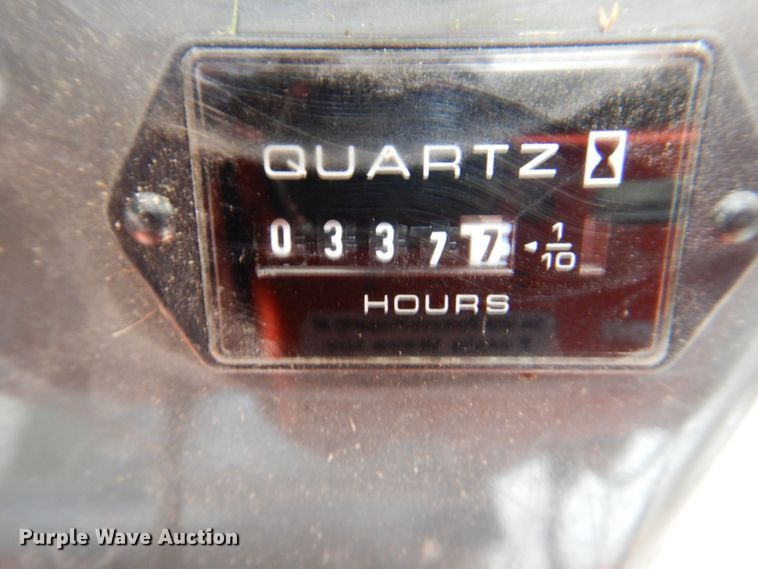 QUARTZ
0 3 3 7 7 1/10
HOURS
Purple Wave Auction